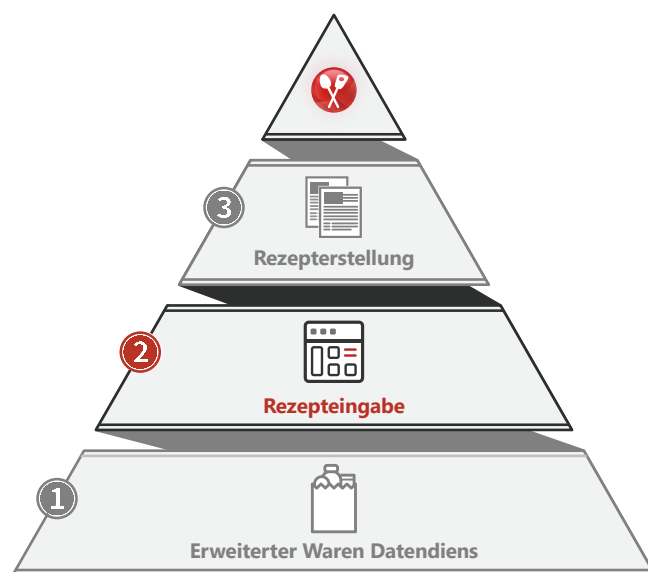 3
Rezepterstellung
2
Rezepteingabe
1
Erweiterter Waren Datendiens